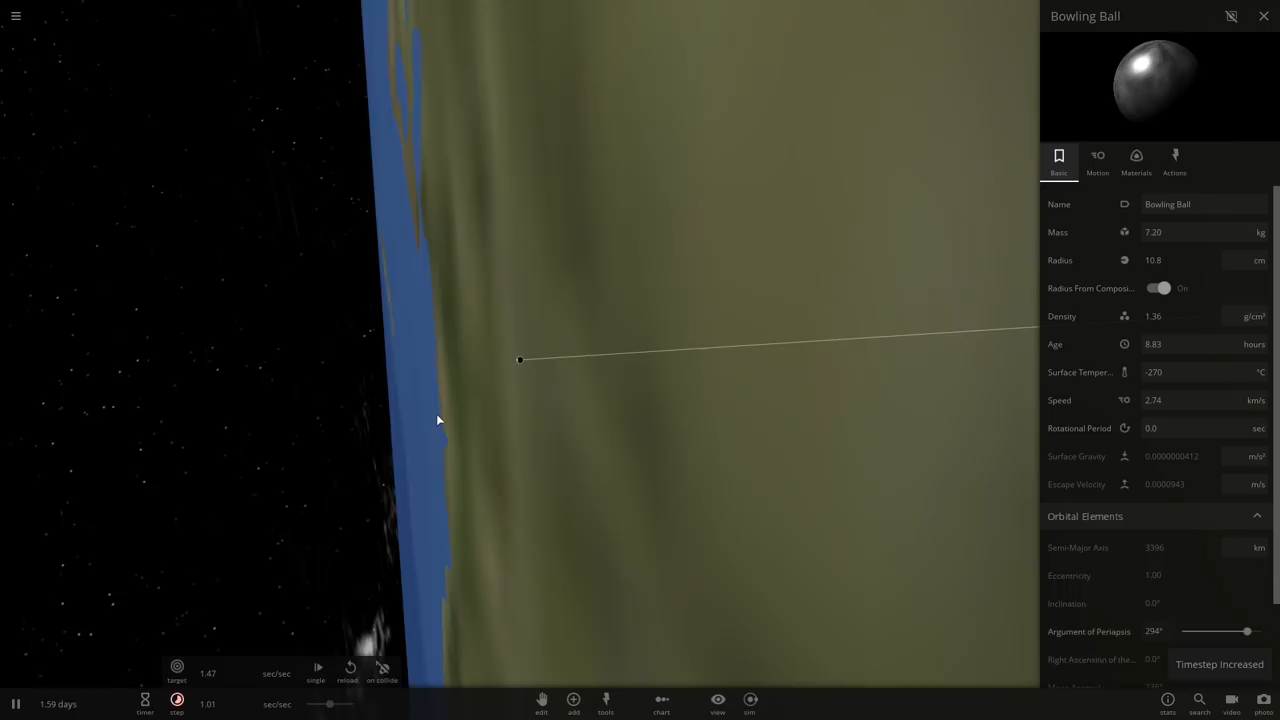 Bowling Ball
Basic
Motion
Materials
Actions
Name Bowling Ball
Mass 7.20 kg
Radius 10.8 cm
Radius From Composi... On
Density 1.36 g/cm³
Age 8.83 hours
Surface Temper... -270 °C
Speed 2.74 km/s
Rotational Period 0.0 sec
Surface Gravity 0.0000000412 m/s²
Escape Velocity 0.0000943 m/s
Orbital Elements
Semi-Major Axis 3396 km
Eccentricity 1.00
Inclination 0.0°
Argument of Periapsis 294°
Right Ascension of the... 0.0°
Timestep Increased
target 1.47 sec/sec single reload on collide
1.59 days timer step 1.01 sec/sec edit add tools chart view sim stats search video photo